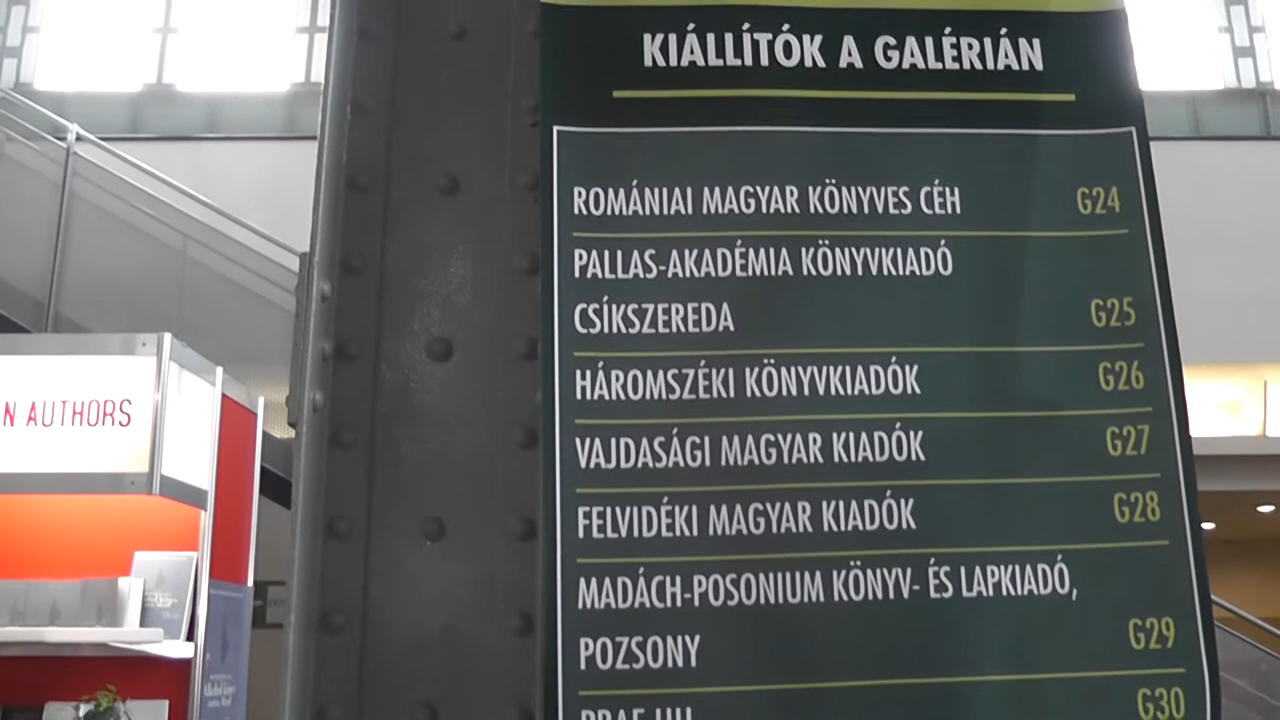 KIÁLLÍTÓK A GALÉRIÁN
ROMÁNIAI MAGYAR KÖNYVES CÉH G24
PALLAS-AKADÉMIA KÖNYVKIADÓ
CSÍKSZEREDA G25
HÁROMSZÉKI KÖNYVKIADÓK G26
VAJDASÁGI MAGYAR KIADÓK G27
FELVIDÉKI MAGYAR KIADÓK G28
MADÁCH-POSONIUM KÖNYV- ÉS LAPKIADÓ,
POZSONY G29
G30
N AUTHORS